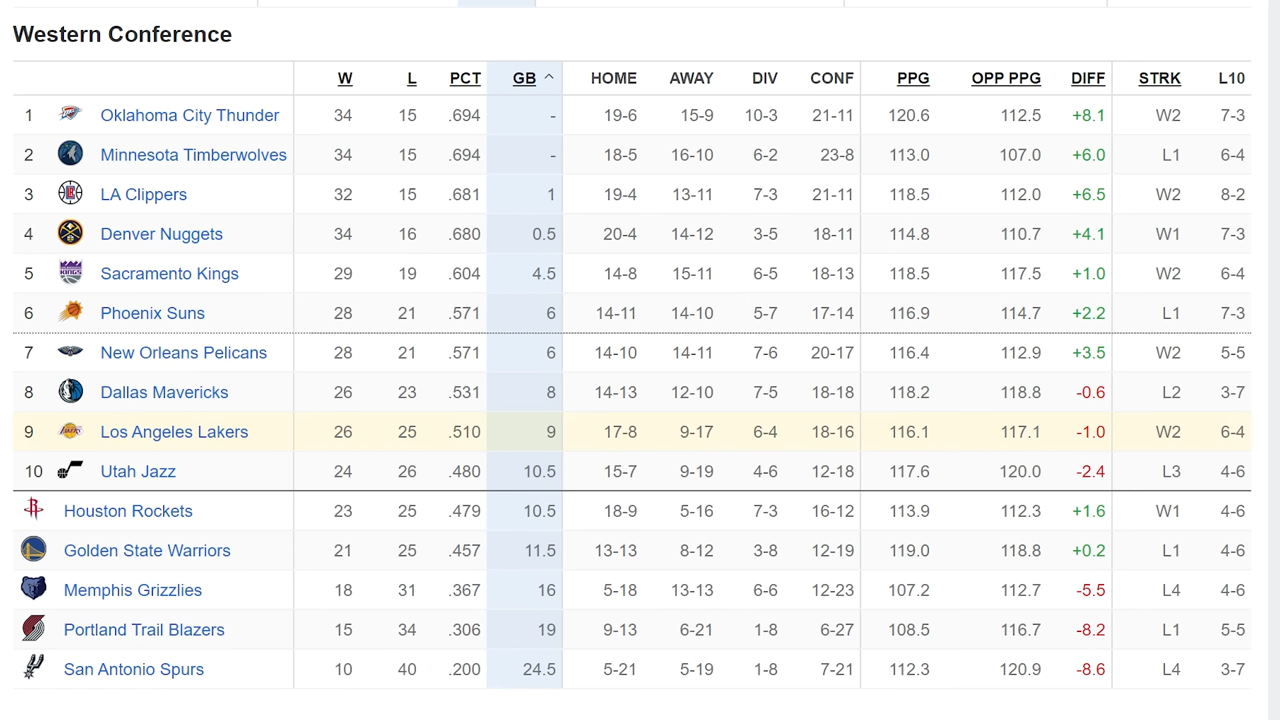 Western Conference
W L PCT GB ^ HOME AWAY DIV CONF PPG OPP PPG DIFF STRK L10
1 Oklahoma City Thunder 34 15 .694 - 19-6 15-9 10-3 21-11 120.6 112.5 +8.1 W2 7-3
2 Minnesota Timberwolves 34 15 .694 - 18-5 16-10 6-2 23-8 113.0 107.0 +6.0 L1 6-4
3 LA Clippers 32 15 .681 1 19-4 13-11 7-3 21-11 118.5 112.0 +6.5 W2 8-2
4 Denver Nuggets 34 16 .680 0.5 20-4 14-12 3-5 18-11 114.8 110.7 +4.1 W1 7-3
5 Sacramento Kings 29 19 .604 4.5 14-8 15-11 6-5 18-13 118.5 117.5 +1.0 W2 6-4
6 Phoenix Suns 28 21 .571 6 14-11 14-10 5-7 17-14 116.9 114.7 +2.2 L1 7-3
7 New Orleans Pelicans 28 21 .571 6 14-10 14-11 7-6 20-17 116.4 112.9 +3.5 W2 5-5
8 Dallas Mavericks 26 23 .531 8 14-13 12-10 7-5 18-18 118.2 118.8 -0.6 L2 3-7
9 Los Angeles Lakers 26 25 .510 9 17-8 9-17 6-4 18-16 116.1 117.1 -1.0 W2 6-4
10 Utah Jazz 24 26 .480 10.5 15-7 9-19 4-6 12-18 117.6 120.0 -2.4 L3 4-6
Houston Rockets 23 25 .479 10.5 18-9 5-16 7-3 16-12 113.9 112.3 +1.6 W1 4-6
Golden State Warriors 21 25 .457 11.5 13-13 8-12 3-8 12-19 119.0 118.8 +0.2 L1 4-6
Memphis Grizzlies 18 31 .367 16 5-18 13-13 6-6 12-23 107.2 112.7 -5.5 L4 4-6
Portland Trail Blazers 15 34 .306 19 9-13 6-21 1-8 6-27 108.5 116.7 -8.2 L1 5-5
San Antonio Spurs 10 40 .200 24.5 5-21 5-19 1-8 7-21 112.3 120.9 -8.6 L4 3-7